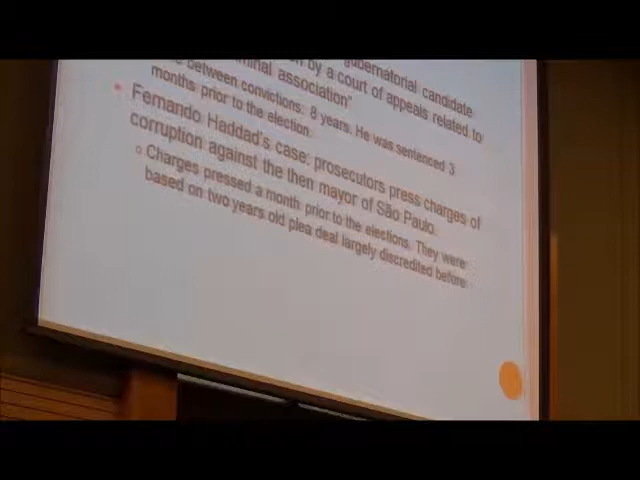 gubernatorial candidate
by a court of appeals related to
association"
between convictions: 8 years. He was sentenced 3
months prior to the election.
Fernando Haddad's case: prosecutors press charges of
corruption against the then mayor of São Paulo.
Charges pressed a month prior to the elections. They were
based on two years old plea deal largely discredited before